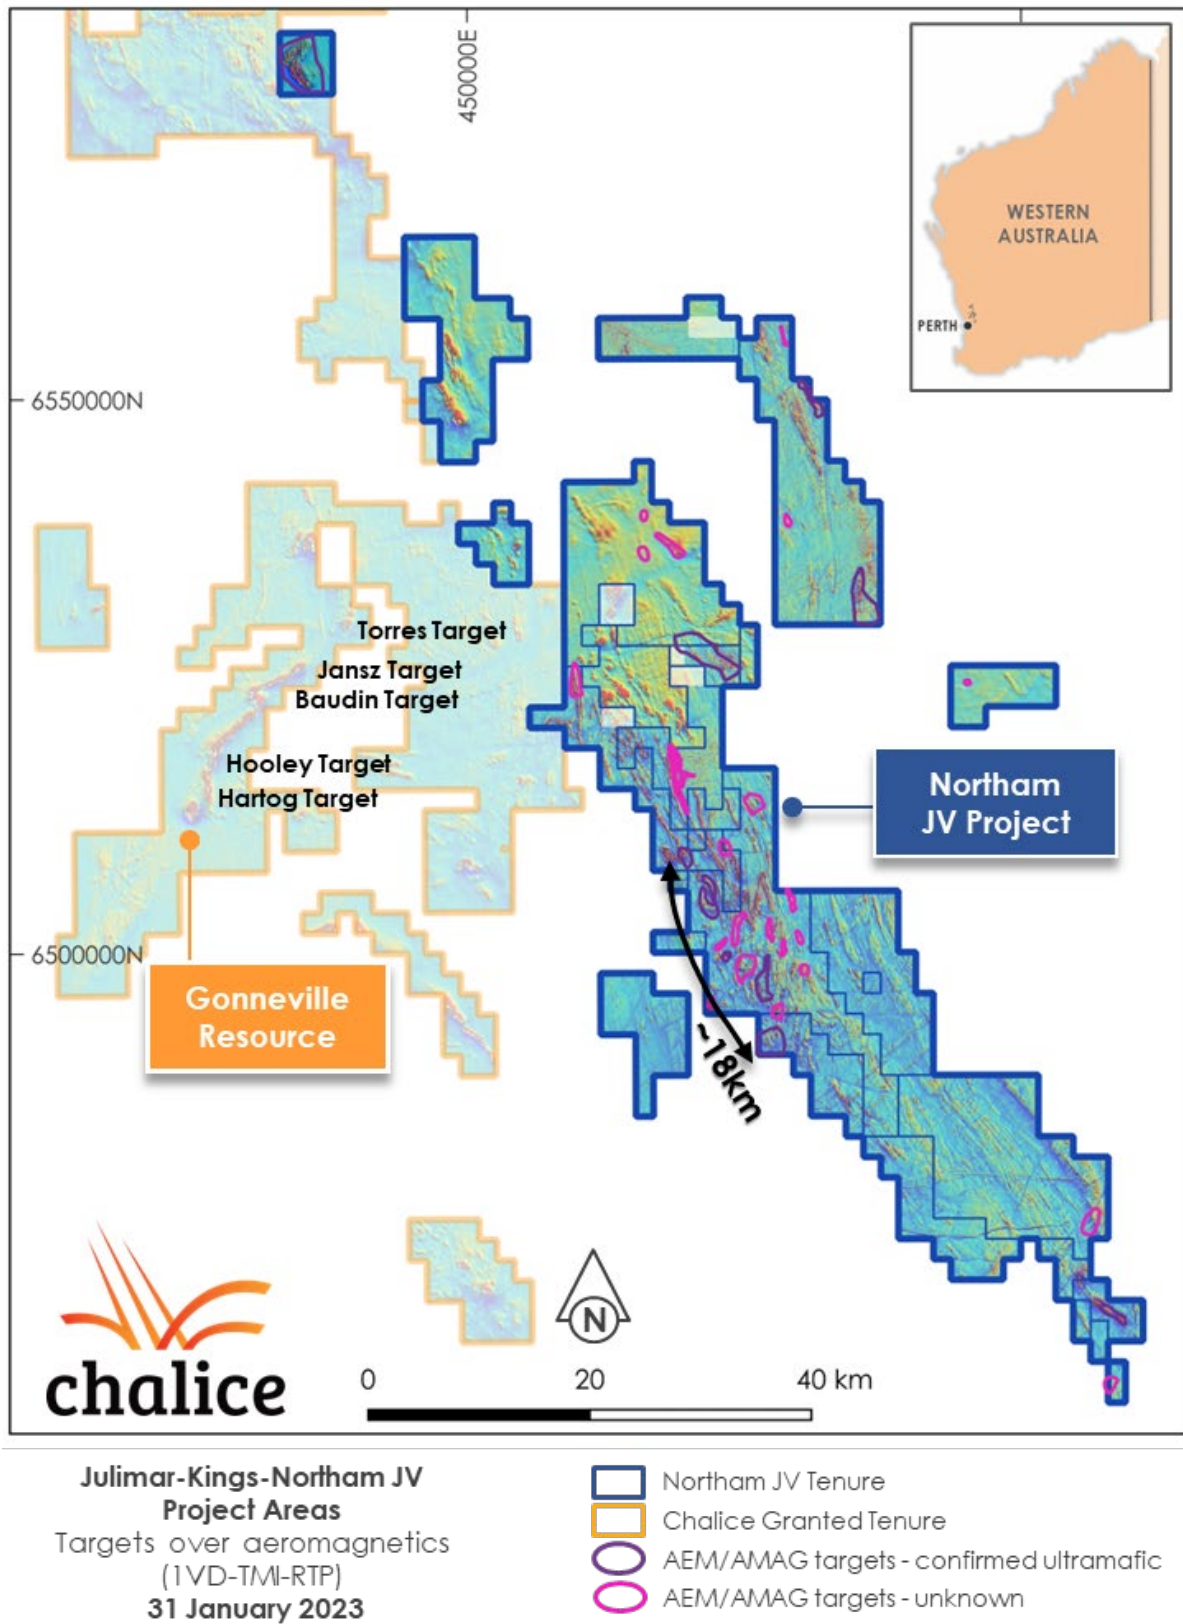 450000E
WESTERN
AUSTRALIA
PERTH
6550000N
Torres Target
Jansz Target
Baudin Target
Hooley Target
Hartog Target
Northam
JV Project
6500000N
Gonneville
Resource
~18km
N
chalice
0 20 40 km
Julimar-Kings-Northam JV
Project Areas
Targets over aeromagnetics
(1VD-TMI-RTP)
31 January 2023
Northam JV Tenure
Chalice Granted Tenure
AEM/AMAG targets - confirmed ultramafic
AEM/AMAG targets - unknown